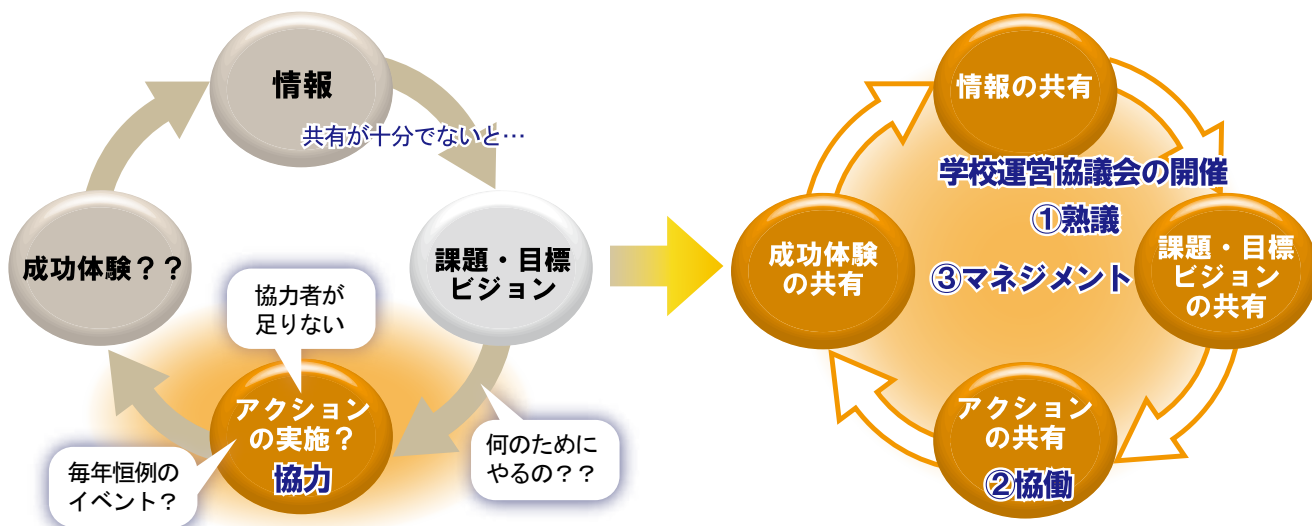 情報
共有が十分でないと…
課題・目標
ビジョン
何のために
やるの？？
協力者が
足りない
アクション
の実施？
協力
毎年恒例の
イベント？
成功体験？？
情報の共有
学校運営協議会の開催
①熟議
③マネジメント
課題・目標
ビジョン
の共有
アクション
の共有
②協働
成功体験
の共有